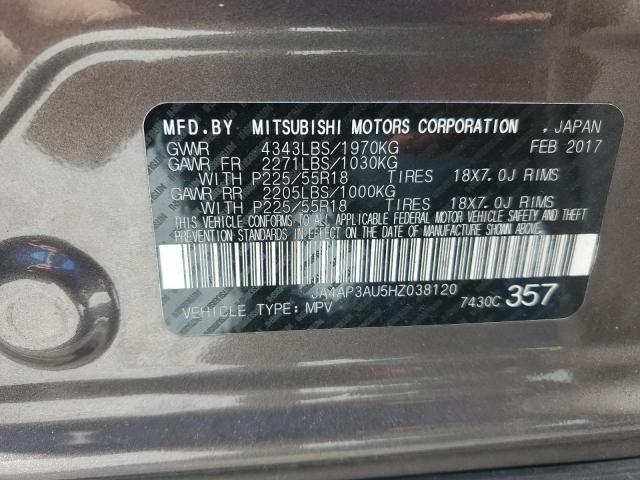 MFD.BY MITSUBISHI MOTORS CORPORATION . JAPAN
GVWR 4343LBS/1970KG FEB 2017
GAWR FR 2271LBS/1030KG
WITH P225/55R18 TIRES 18X7.0J RIMS
GAWR RR 2205LBS/1000KG
WITH P225/55R18 TIRES 18X7.0J RIMS
THIS VEHICLE CONFORMS TO ALL APPLICABLE FEDERAL MOTOR VEHICLE SAFETY AND THEFT
PREVENTION STANDARDS IN EFFECT ON THE DATE OF MANUFACTURE SHOWN ABOVE.
JA4AP3AU5HZ038120
VEHICLE TYPE: MPV 7430C 357